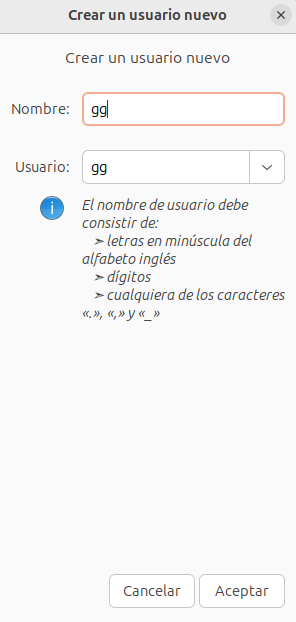 Crear un usuario nuevo
Crear un usuario nuevo
Nombre: gg
Usuario: gg
El nombre de usuario debe
consistir de:
➣ letras en minúscula del
alfabeto inglés
➣ dígitos
➣ cualquiera de los caracteres
«.», «,» y «_»
Cancelar Aceptar